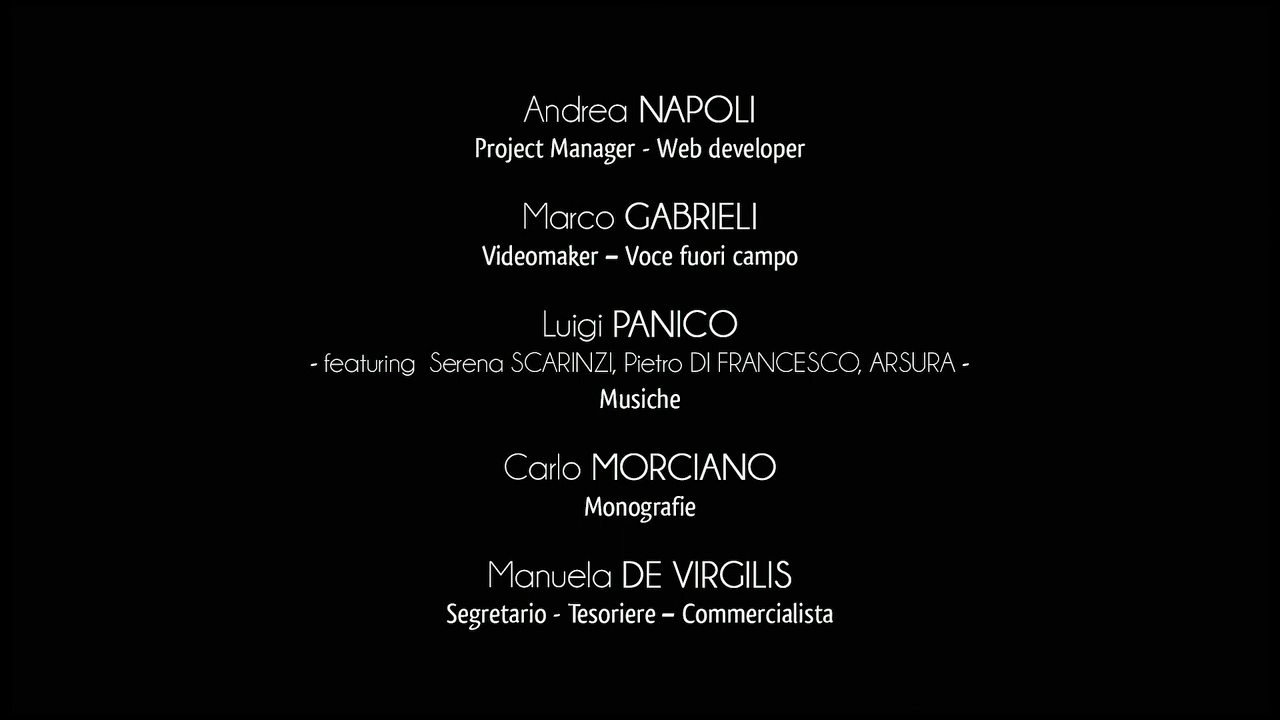 Andrea NAPOLI
Project Manager - Web developer
Marco GABRIELI
Videomaker – Voce fuori campo
Luigi PANICO
- featuring  Serena SCARINZI, Pietro DI FRANCESCO, ARSURA -
Musiche
Carlo MORCIANO
Monografie
Manuela DE VIRGILIS
Segretario - Tesoriere – Commercialista